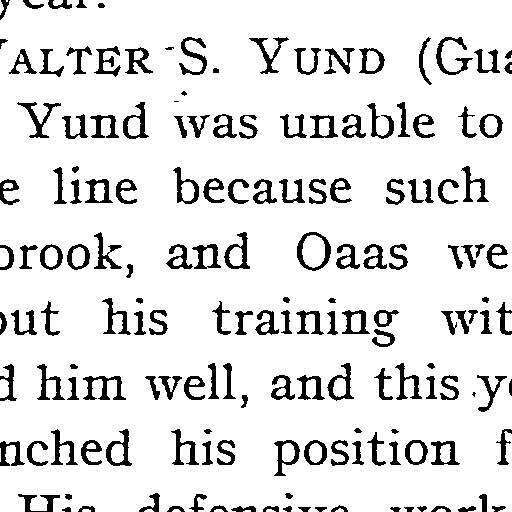 year.
WALTER S. YUND (Gua
Yund was unable to
e line because such
brook, and Oaas we
out his training wit
d him well, and this ye
nched his position f
His defensive work